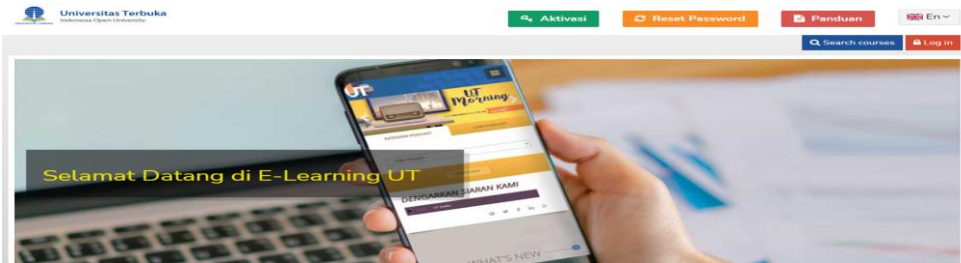 Universitas Terbuka
Indonesia Open University
Aktivasi
Reset Password
Panduan
En
Search courses
Log in
UT
UT
Morning
Selamat Datang di E-Learning UT
DENGARKAN SIARAN KAMI
WHAT'S NEW